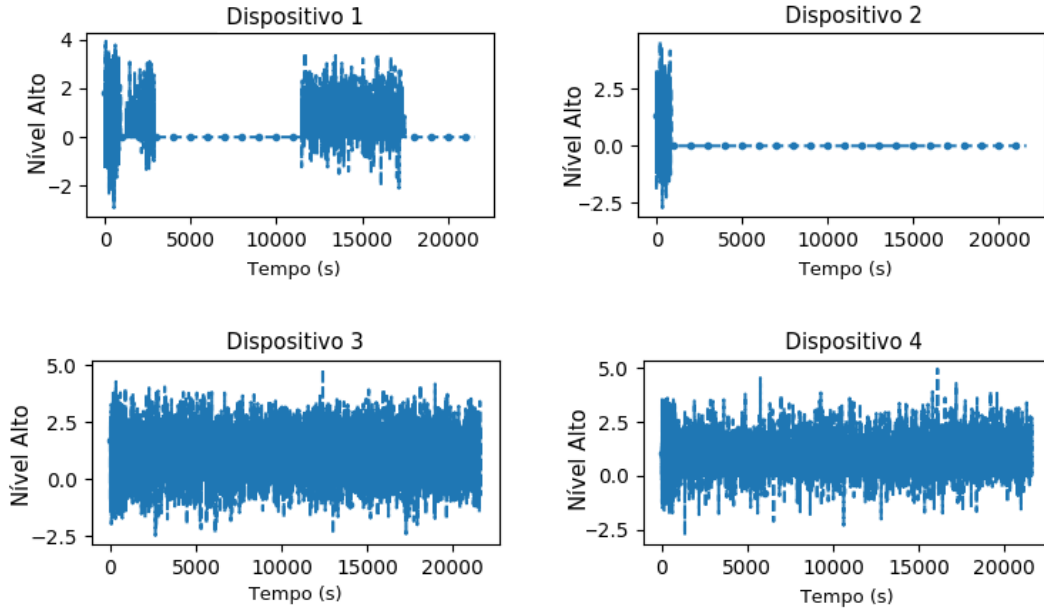 Dispositivo 1
Nível Alto
4
2
0
−2
0 5000 10000 15000 20000
Tempo (s)
Dispositivo 2
Nível Alto
2.5
0.0
−2.5
0 5000 10000 15000 20000
Tempo (s)
Dispositivo 3
Nível Alto
5.0
2.5
0.0
−2.5
0 5000 10000 15000 20000
Tempo (s)
Dispositivo 4
Nível Alto
5.0
2.5
0.0
−2.5
0 5000 10000 15000 20000
Tempo (s)